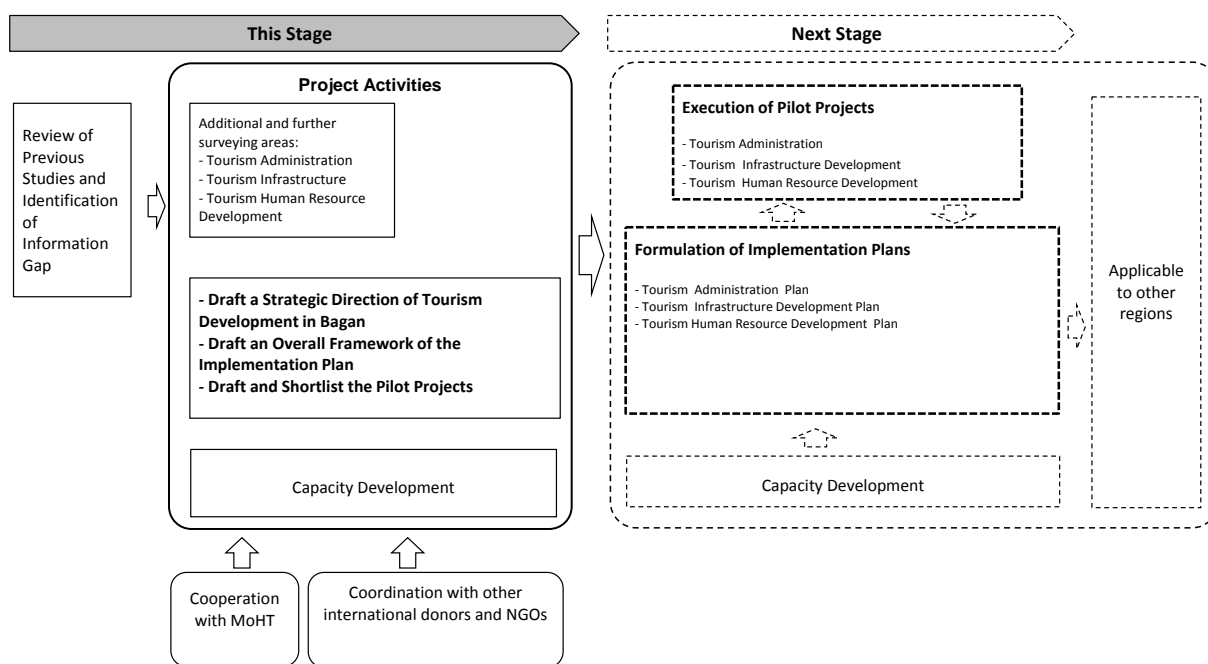 This Stage
Next Stage
Review of
Previous
Studies and
Identification
of
Information
Gap
Project Activities
Additional and further
surveying areas:
- Tourism Administration
- Tourism Infrastructure
- Tourism Human Resource
Development
- Draft a Strategic Direction of Tourism
Development in Bagan
- Draft an Overall Framework of the
Implementation Plan
- Draft and Shortlist the Pilot Projects
Capacity Development
Cooperation
with MoHT
Coordination with other
international donors and NGOs
Execution of Pilot Projects
- Tourism Administration
- Tourism Infrastructure Development
- Tourism Human Resource Development
Formulation of Implementation Plans
- Tourism Administration Plan
- Tourism Infrastructure Development Plan
- Tourism Human Resource Development Plan
Capacity Development
Applicable
to other
regions